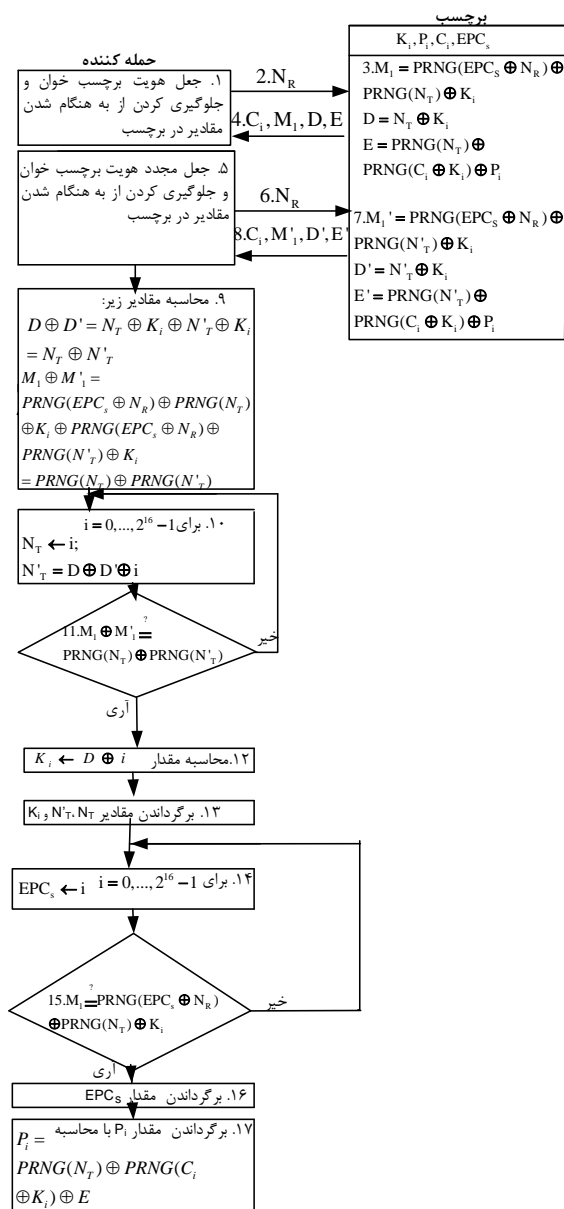 برچسب
حمله کننده
K_i, P_i, C_i, EPC_s
۱. جعل هویت برچسب خوان و
جلوگیری کردن از به هنگام شدن
مقادیر در برچسب
2.N_R
3.M_1 = PRNG(EPC_s ⊕ N_R) ⊕
PRNG(N_T) ⊕ K_i
D = N_T ⊕ K_i
E = PRNG(N_T) ⊕
PRNG(C_i ⊕ K_i) ⊕ P_i
4.C_i, M_1, D, E
۵. جعل مجدد هویت برچسب خوان
و جلوگیری کردن از به هنگام شدن
مقادیر در برچسب
6.N_R
7.M_1' = PRNG(EPC_S ⊕ N_R) ⊕
PRNG(N'_T) ⊕ K_i
D' = N'_T ⊕ K_i
E' = PRNG(N'_T) ⊕
PRNG(C_i ⊕ K_i) ⊕ P_i
8.C_i, M'_1, D', E'
۹. محاسبه مقادیر زیر:
D ⊕ D' = N_T ⊕ K_i ⊕ N'_T ⊕ K_i
= N_T ⊕ N'_T
M_1 ⊕ M'_1 =
PRNG(EPC_s ⊕ N_R) ⊕ PRNG(N_T)
⊕K_i ⊕ PRNG(EPC_s ⊕ N_R) ⊕
PRNG(N'_T) ⊕ K_i
= PRNG(N_T) ⊕ PRNG(N'_T)
۱۰. برای i = 0,...,2^16 −1
N_T ← i;
N'_T = D ⊕ D' ⊕ i
11.M_1 ⊕ M'_1 =?
PRNG(N_T) ⊕ PRNG(N'_T)
خیر
آری
۱۲.محاسبه مقدار K_i ← D ⊕ i
۱۳. برگرداندن مقادیر N_T ،N'_T و K_i
۱۴. برای i = 0,...,2^16 −1 EPC_s ← i
15.M_1 =? PRNG(EPC_s ⊕ N_R)
⊕PRNG(N_T) ⊕ K_i
خیر
آری
۱۶. برگرداندن مقدار EPC_S
۱۷. برگرداندن مقدار P_i با محاسبه
P_i =
PRNG(N_T) ⊕ PRNG(C_i
⊕K_i) ⊕ E